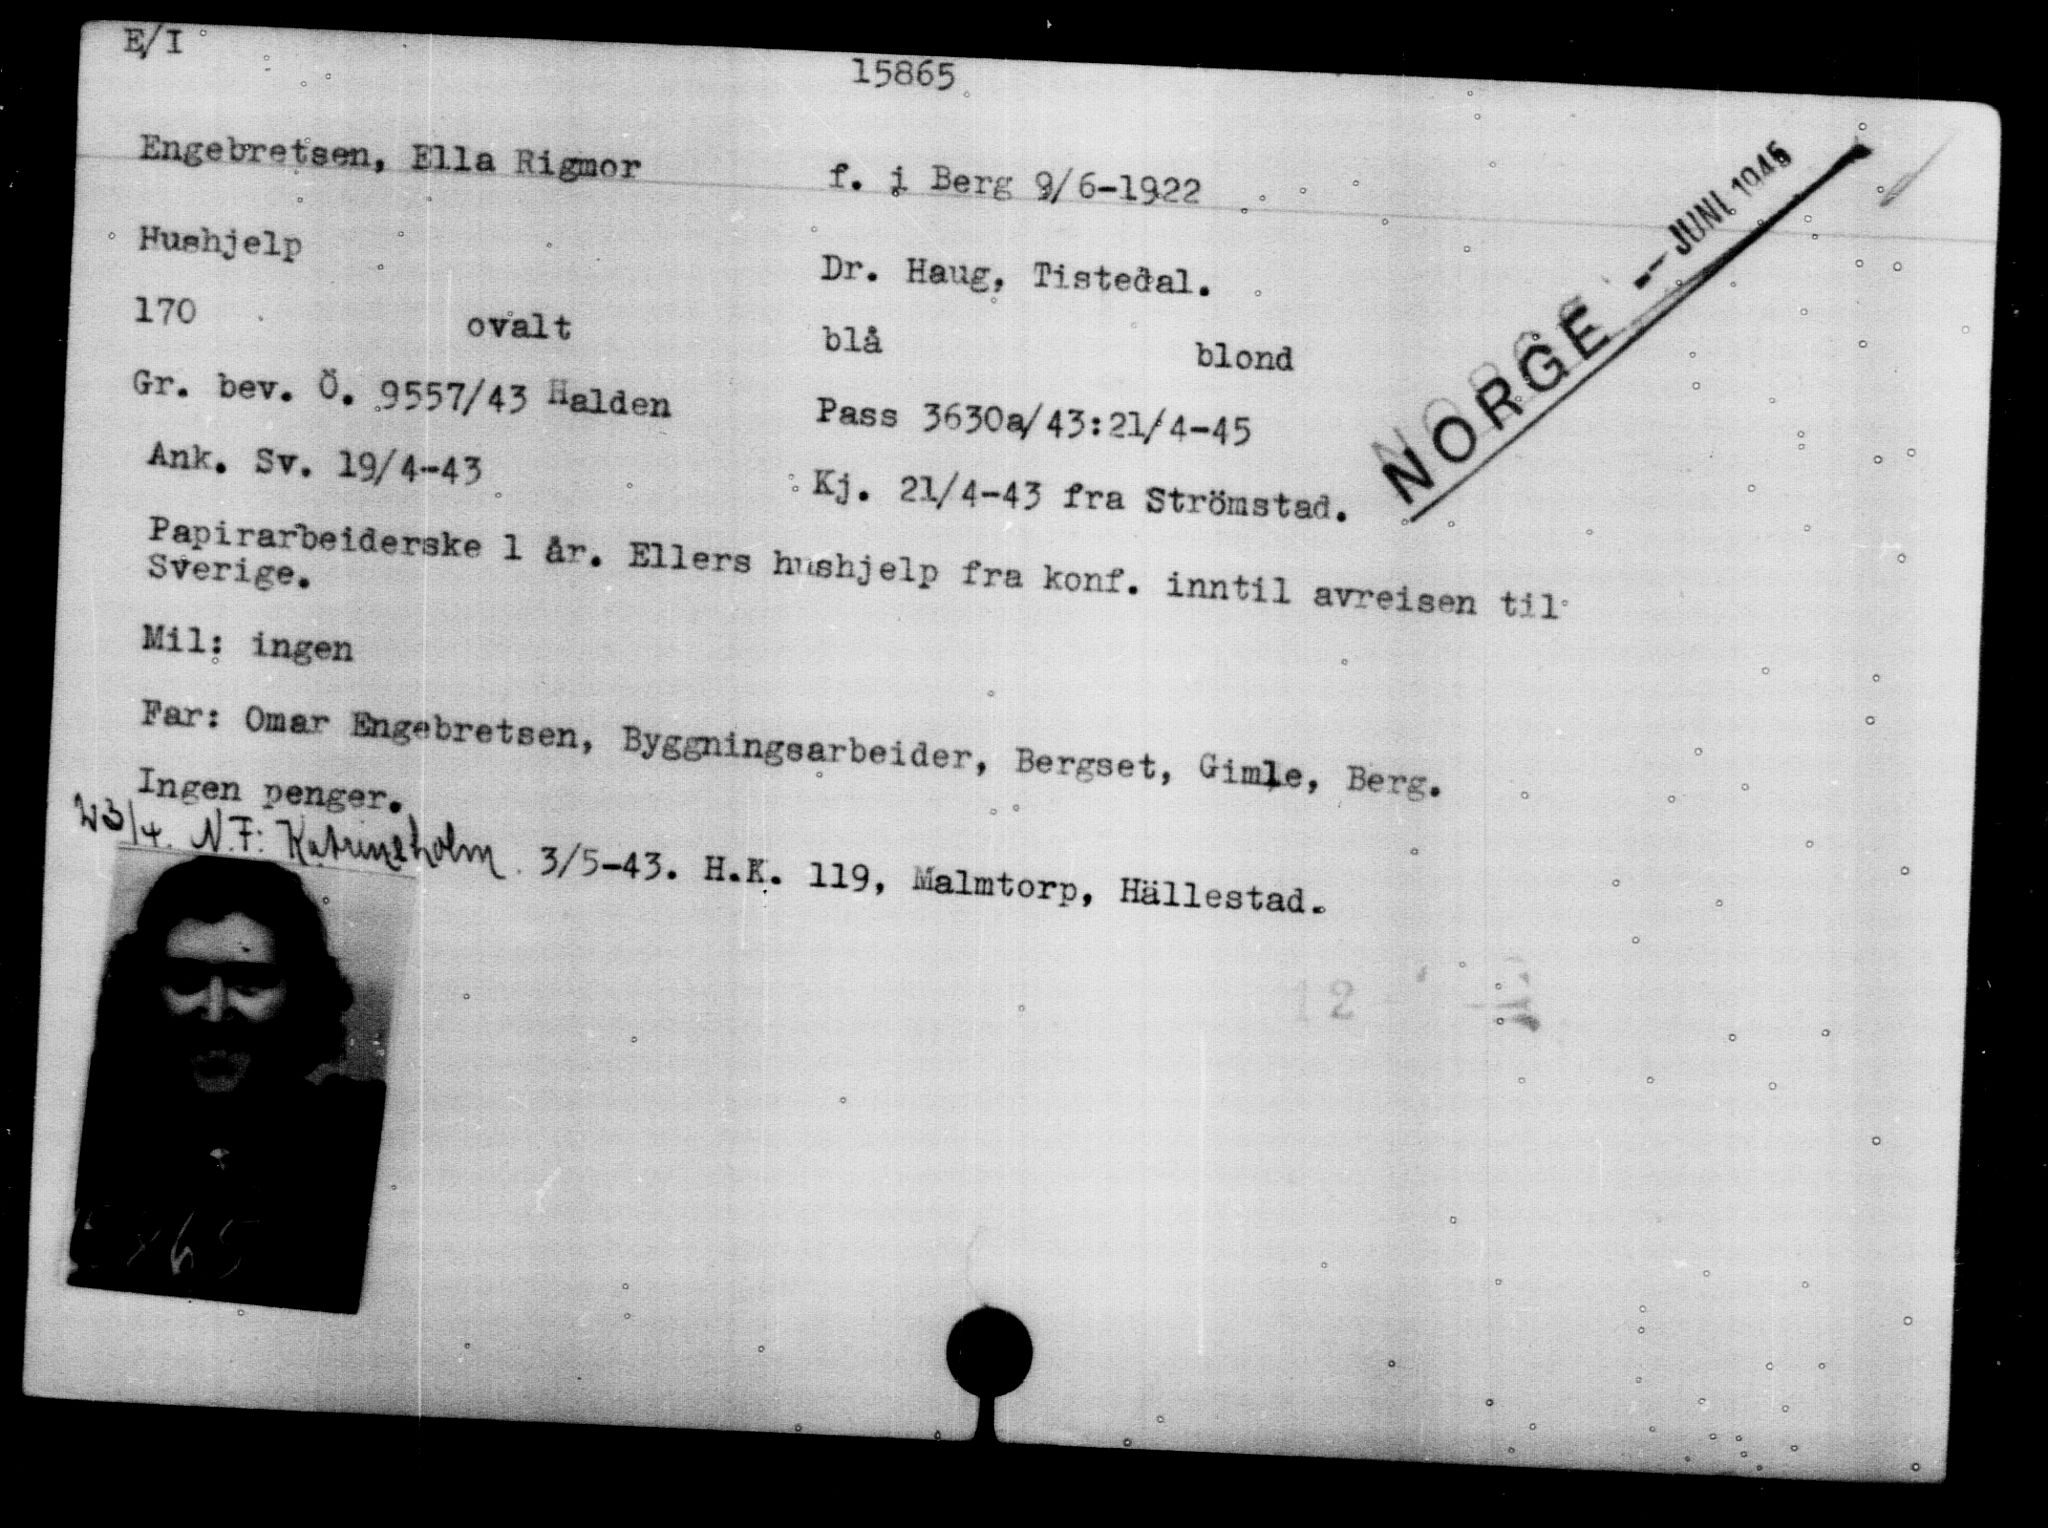 E/I
15865
Engebretsen, Ella Rigmor f. i Berg 9/6-1922
Hushjelp Dr. Haug, Tistedal.
170 ovalt blå blond
Gr. bev. Ö. 9557/43 Halden Pass 3630a/43:21/4-45
Ank. Sv. 19/4-43 Kj. 21/4-43 fra Strömstad.
NORGE -- JUNI 1945
Papirarbeiderske 1 år. Ellers hushjelp fra konf. inntil avreisen til
Sverige.
Mil: ingen
Far: Omar Engebretsen, Byggningsarbeider, Bergset, Gimle, Berg.
Ingen penger.
23/4. N.F: Katrineholm 3/5-43. H.K. 119, Malmtorp, Hällestad.
12
15865